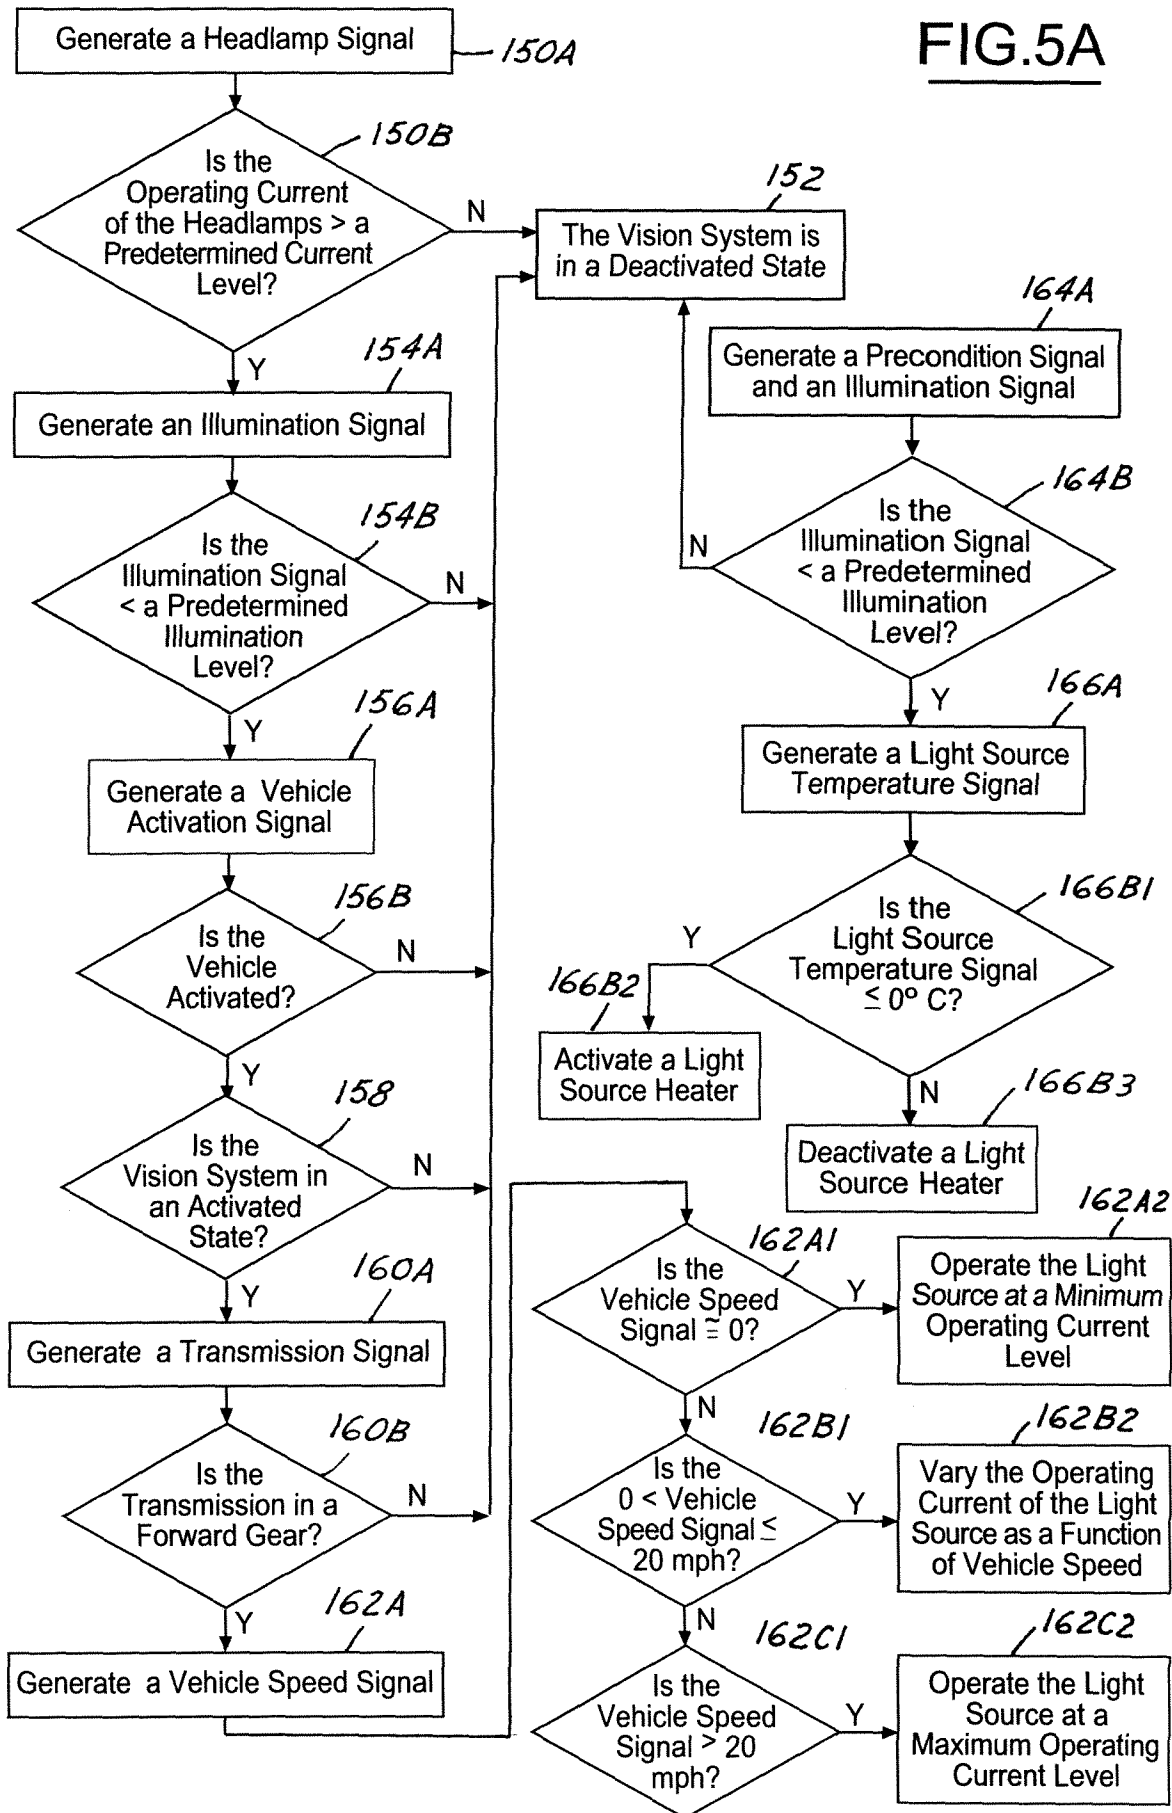 FIG.5A
Generate a Headlamp Signal
150A
150B
Is the
Operating Current
of the Headlamps > a
Predetermined Current
Level?
N
Y
152
The Vision System is
in a Deactivated State
154A
Generate an Illumination Signal
154B
Is the
Illumination Signal
< a Predetermined
Illumination
Level?
N
Y
156A
Generate a Vehicle
Activation Signal
156B
Is the
Vehicle
Activated?
N
Y
158
Is the
Vision System in
an Activated
State?
N
Y
160A
Generate a Transmission Signal
160B
Is the
Transmission in a
Forward Gear?
N
Y
162A
Generate a Vehicle Speed Signal
164A
Generate a Precondition Signal
and an Illumination Signal
164B
Is the
Illumination Signal
< a Predetermined
Illumination
Level?
N
Y
166A
Generate a Light Source
Temperature Signal
166B1
Is the
Light Source
Temperature Signal
≤ 0° C?
Y
166B2
Activate a Light
Source Heater
N
166B3
Deactivate a Light
Source Heater
162A1
Is the
Vehicle Speed
Signal ≅ 0?
Y
162A2
Operate the Light
Source at a Minimum
Operating Current
Level
N
162B1
Is the
0 < Vehicle
Speed Signal ≤
20 mph?
Y
162B2
Vary the Operating
Current of the Light
Source as a Function
of Vehicle Speed
N
162C1
Is the
Vehicle Speed
Signal > 20
mph?
Y
162C2
Operate the Light
Source at a
Maximum Operating
Current Level